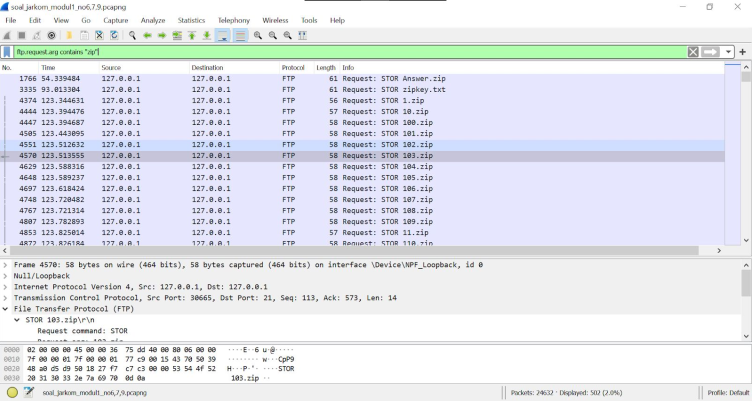 soal_jarkom_modul1_no6,7,9.pcapng
File Edit View Go Capture Analyze Statistics Telephony Wireless Tools Help
ftp.request.arg contains "zip"
No. Time Source Destination Protocol Length Info
1766 54.339484 127.0.0.1 127.0.0.1 FTP 61 Request: STOR Answer.zip
3335 93.013304 127.0.0.1 127.0.0.1 FTP 61 Request: STOR zipkey.txt
4374 123.344631 127.0.0.1 127.0.0.1 FTP 56 Request: STOR 1.zip
4444 123.394476 127.0.0.1 127.0.0.1 FTP 57 Request: STOR 10.zip
4447 123.394687 127.0.0.1 127.0.0.1 FTP 58 Request: STOR 100.zip
4505 123.443095 127.0.0.1 127.0.0.1 FTP 58 Request: STOR 101.zip
4551 123.512632 127.0.0.1 127.0.0.1 FTP 58 Request: STOR 102.zip
4570 123.513555 127.0.0.1 127.0.0.1 FTP 58 Request: STOR 103.zip
4629 123.588316 127.0.0.1 127.0.0.1 FTP 58 Request: STOR 104.zip
4648 123.589237 127.0.0.1 127.0.0.1 FTP 58 Request: STOR 105.zip
4697 123.618424 127.0.0.1 127.0.0.1 FTP 58 Request: STOR 106.zip
4748 123.720482 127.0.0.1 127.0.0.1 FTP 58 Request: STOR 107.zip
4767 123.721314 127.0.0.1 127.0.0.1 FTP 58 Request: STOR 108.zip
4807 123.782893 127.0.0.1 127.0.0.1 FTP 58 Request: STOR 109.zip
4853 123.825014 127.0.0.1 127.0.0.1 FTP 57 Request: STOR 11.zip
4872 123.826184 127.0.0.1 127.0.0.1 FTP 58 Request: STOR 110.zip
Frame 4570: 58 bytes on wire (464 bits), 58 bytes captured (464 bits) on interface \Device\NPF_Loopback, id 0
Null/Loopback
Internet Protocol Version 4, Src: 127.0.0.1, Dst: 127.0.0.1
Transmission Control Protocol, Src Port: 30665, Dst Port: 21, Seq: 113, Ack: 573, Len: 14
File Transfer Protocol (FTP)
STOR 103.zip\r\n
Request command: STOR
Request arg: 103.zip
0000 02 00 00 00 45 00 00 36 75 dd 40 00 80 06 00 00 ····E··6 u·@·····
0010 7f 00 00 01 7f 00 00 01 77 c9 00 15 43 70 50 39 ········ w···CpP9
0020 48 a0 d5 d9 50 18 27 f7 c7 c3 00 00 53 54 4f 52 H···P·'· ····STOR
0030 20 31 30 33 2e 7a 69 70 0d 0a 103.zip ··
soal_jarkom_modul1_no6,7,9.pcapng Packets: 24632 · Displayed: 502 (2.0%) Profile: Default